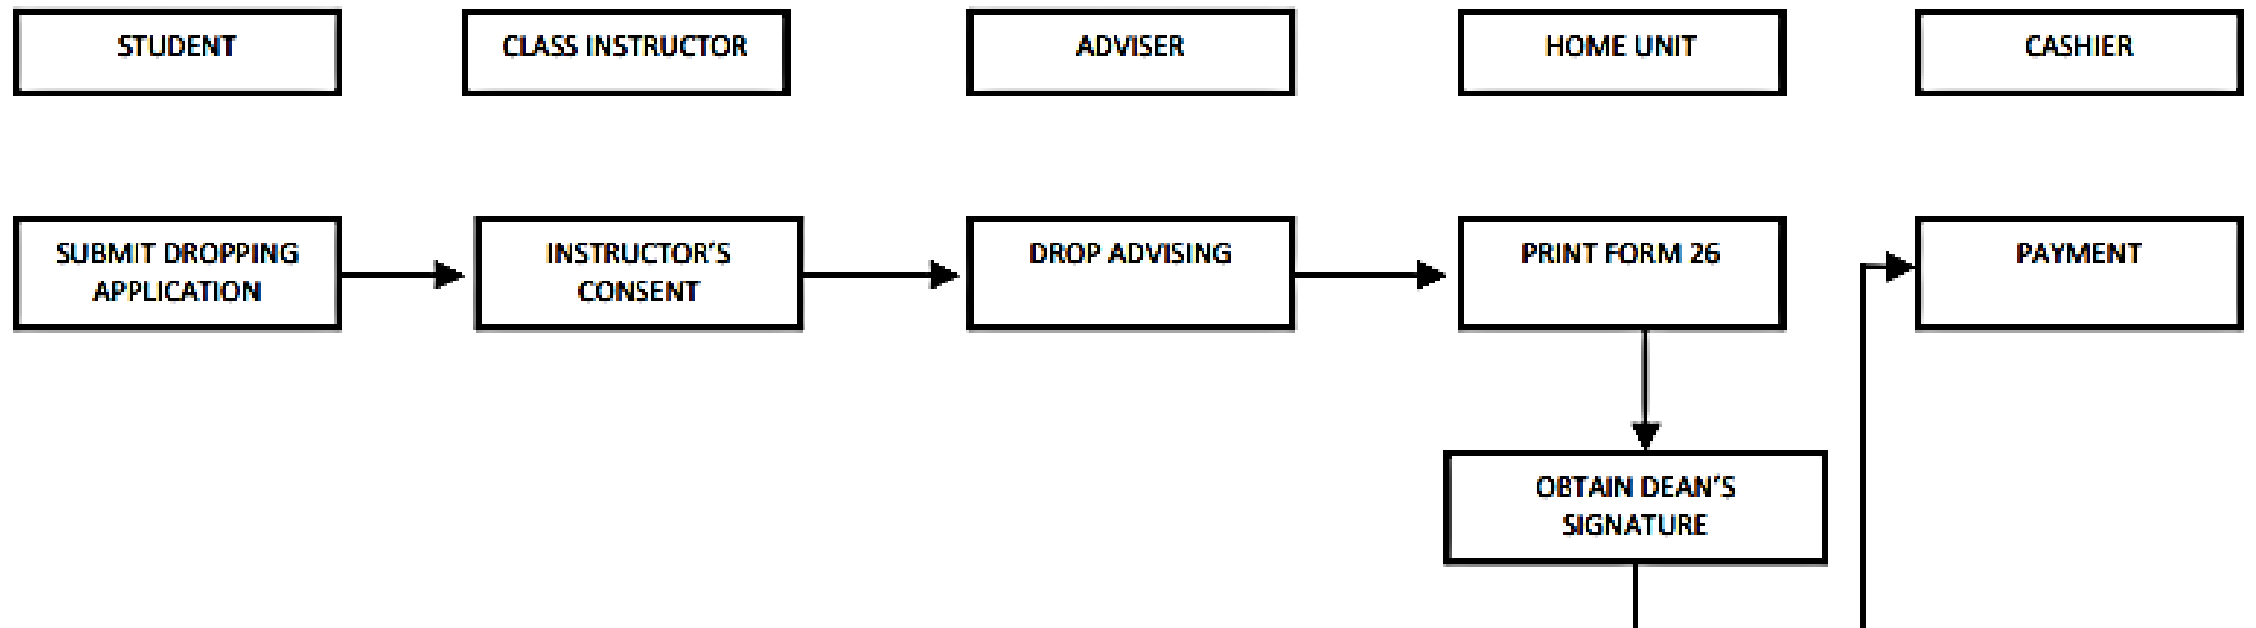 STUDENT
CLASS INSTRUCTOR
ADVISER
HOME UNIT
CASHIER
SUBMIT DROPPING
APPLICATION
INSTRUCTOR’S
CONSENT
DROP ADVISING
PRINT FORM 26
PAYMENT
OBTAIN DEAN’S
SIGNATURE